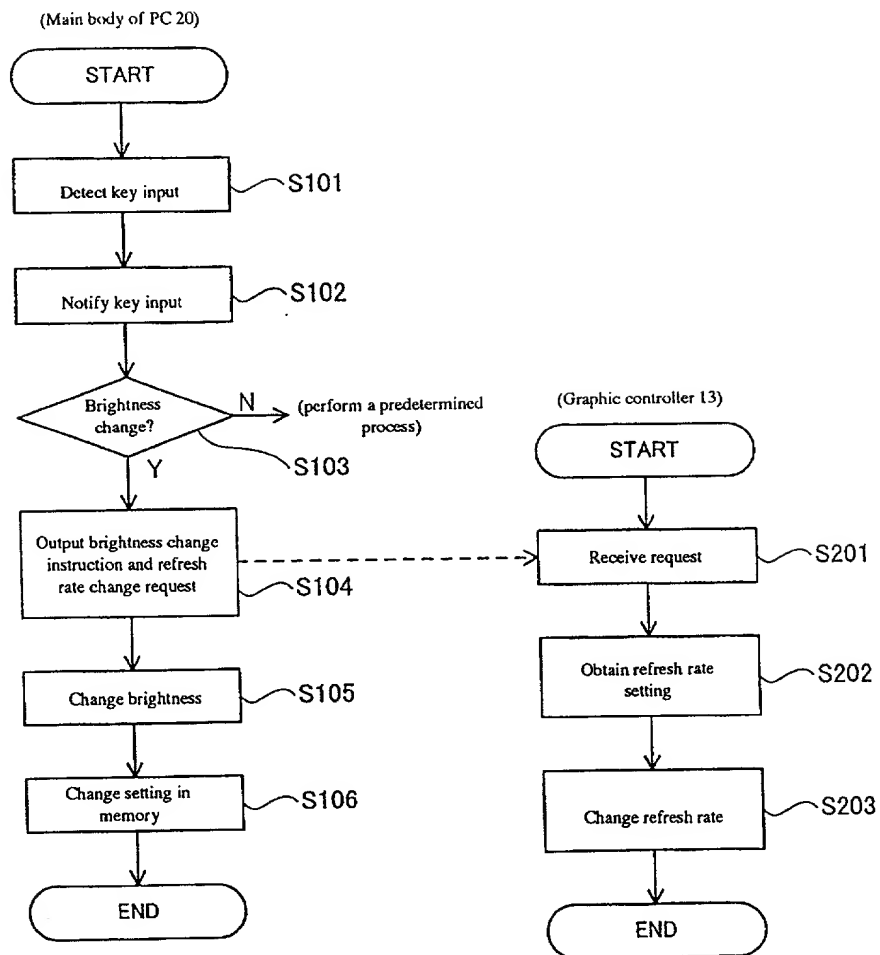 (Main body of PC 20)
START
Detect key input
S101
Notify key input
S102
Brightness
change?
N
(perform a predetermined
process)
S103
Y
Output brightness change
instruction and refresh
rate change request
S104
Change brightness
S105
Change setting in
memory
S106
END
(Graphic controller 13)
START
Receive request
S201
Obtain refresh rate
setting
S202
Change refresh rate
S203
END